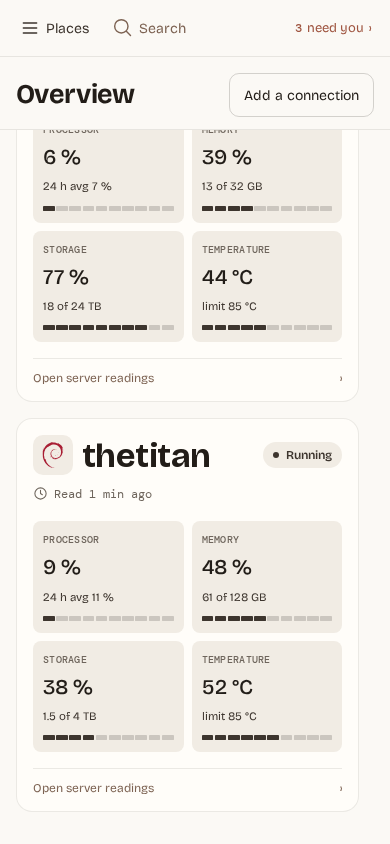 Places
Search
3 need you ›
Overview
Add a connection
PROCESSOR
MEMORY
6 %
39 %
24 h avg 7 %
13 of 32 GB
STORAGE
TEMPERATURE
77 %
44 °C
18 of 24 TB
limit 85 °C
Open server readings ›
thetitan
Running
Read 1 min ago
PROCESSOR
MEMORY
9 %
48 %
24 h avg 11 %
61 of 128 GB
STORAGE
TEMPERATURE
38 %
52 °C
1.5 of 4 TB
limit 85 °C
Open server readings ›